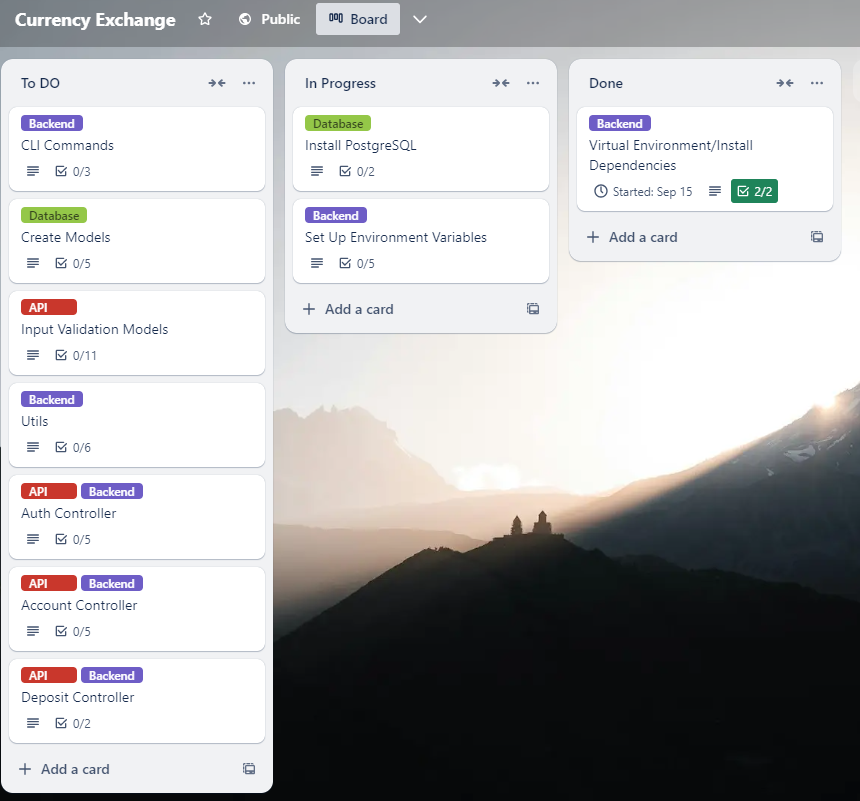 Currency Exchange
Public
Board
To DO
Backend
CLI Commands
0/3
Database
Create Models
0/5
API
Input Validation Models
0/11
Backend
Utils
0/6
API Backend
Auth Controller
0/5
API Backend
Account Controller
0/5
API Backend
Deposit Controller
0/2
+ Add a card
In Progress
Database
Install PostgreSQL
0/2
Backend
Set Up Environment Variables
0/5
+ Add a card
Done
Backend
Virtual Environment/Install
Dependencies
Started: Sep 15 2/2
+ Add a card